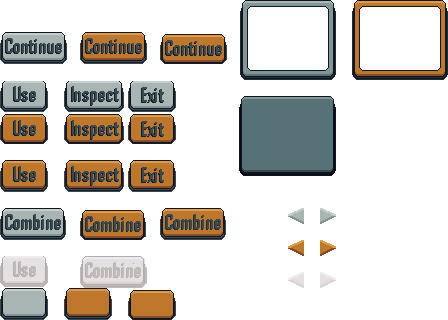 Continue Continue Continue
Use Inspect Exit
Use Inspect Exit
Use Inspect Exit
Combine Combine Combine
Use Combine